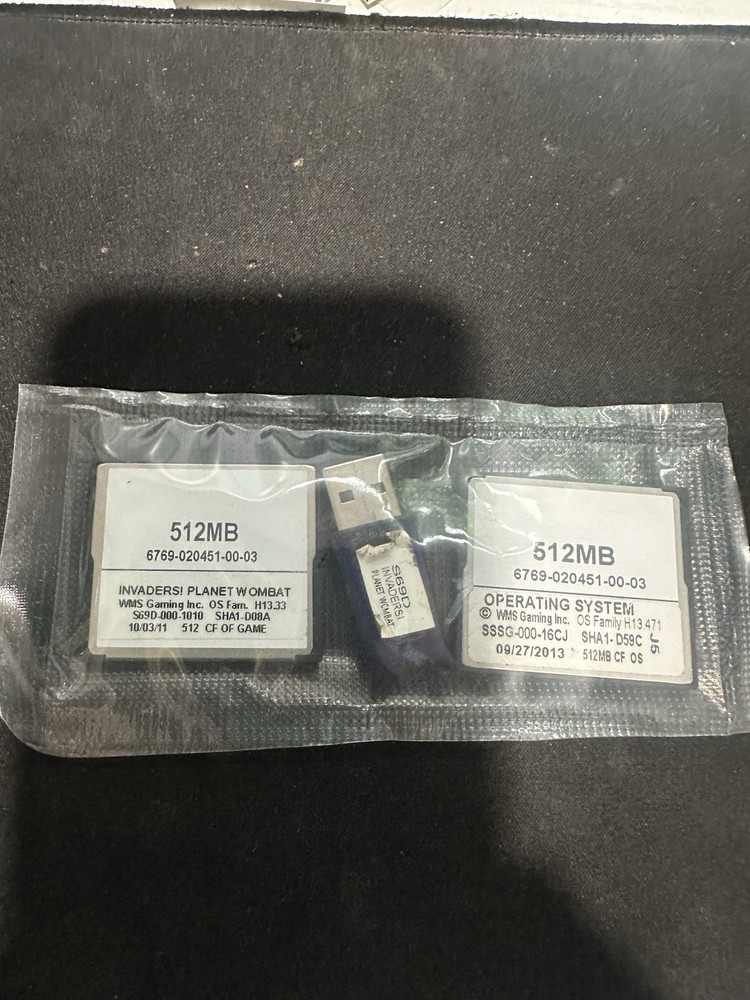 512MB
6769-020451-00-03
INVADERS! PLANET WOMBAT
WMS Gaming Inc. OS Fam. H13.33
S69D-000-1010 SHA1-D08A
10/03/11 512 CF OF GAME
S69D
INVADERS!
PLANET WOMBAT
512MB
6769-020451-00-03
OPERATING SYSTEM
© WMS Gaming Inc. OS Family H13.471
SSSG-000-16CJ SHA1-D59C
09/27/2013 512MB CF OS
J5